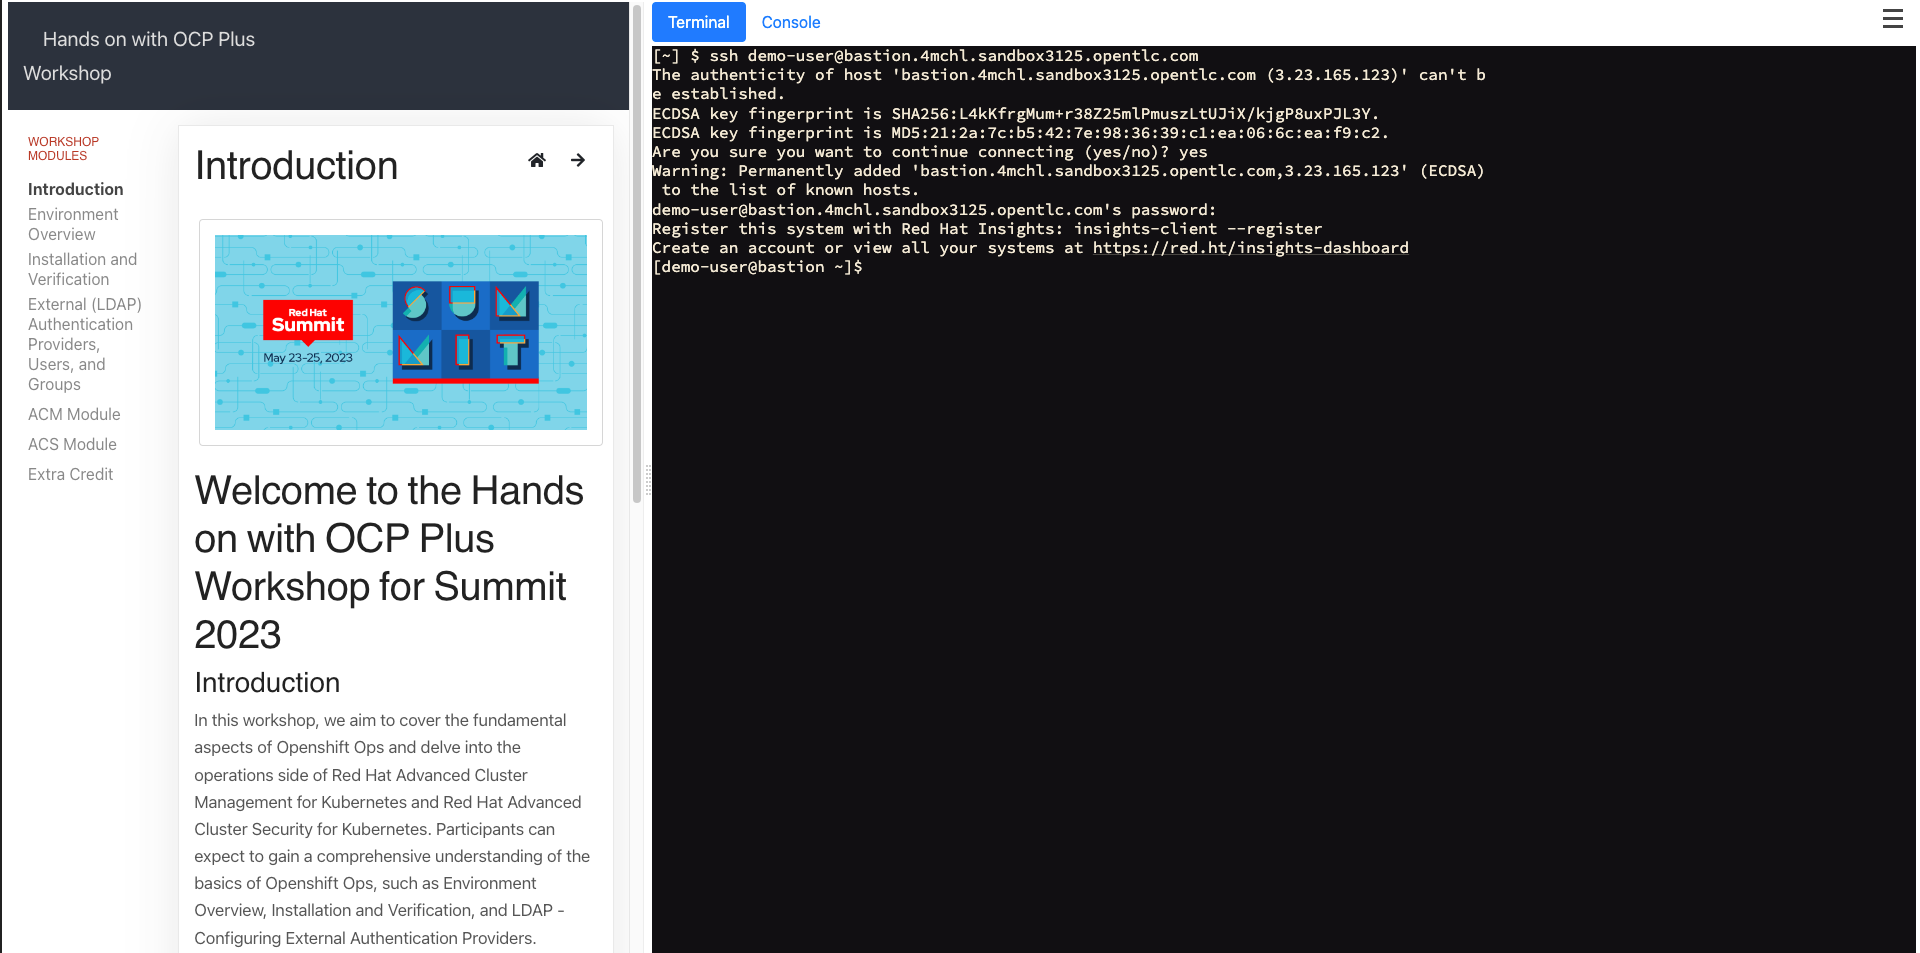 Hands on with OCP Plus
Workshop
WORKSHOP
MODULES
Introduction
Environment
Overview
Installation and
Verification
External (LDAP)
Authentication
Providers,
Users, and
Groups
ACM Module
ACS Module
Extra Credit
Introduction
Red Hat
Summit
May 23-25, 2023
SUM
MIT
Welcome to the Hands
on with OCP Plus
Workshop for Summit
2023
Introduction
In this workshop, we aim to cover the fundamental
aspects of Openshift Ops and delve into the
operations side of Red Hat Advanced Cluster
Management for Kubernetes and Red Hat Advanced
Cluster Security for Kubernetes. Participants can
expect to gain a comprehensive understanding of the
basics of Openshift Ops, such as Environment
Overview, Installation and Verification, and LDAP -
Configuring External Authentication Providers.
Terminal
Console
[~] $ ssh demo-user@bastion.4mchl.sandbox3125.opentlc.com
The authenticity of host 'bastion.4mchl.sandbox3125.opentlc.com (3.23.165.123)' can't b
e established.
ECDSA key fingerprint is SHA256:L4kKfrgMum+r38Z25mlPmuszLtUJiX/kjgP8uxPJL3Y.
ECDSA key fingerprint is MD5:21:2a:7c:b5:42:7e:98:36:39:c1:ea:06:6c:ea:f9:c2.
Are you sure you want to continue connecting (yes/no)? yes
Warning: Permanently added 'bastion.4mchl.sandbox3125.opentlc.com,3.23.165.123' (ECDSA)
 to the list of known hosts.
demo-user@bastion.4mchl.sandbox3125.opentlc.com's password:
Register this system with Red Hat Insights: insights-client --register
Create an account or view all your systems at https://red.ht/insights-dashboard
[demo-user@bastion ~]$